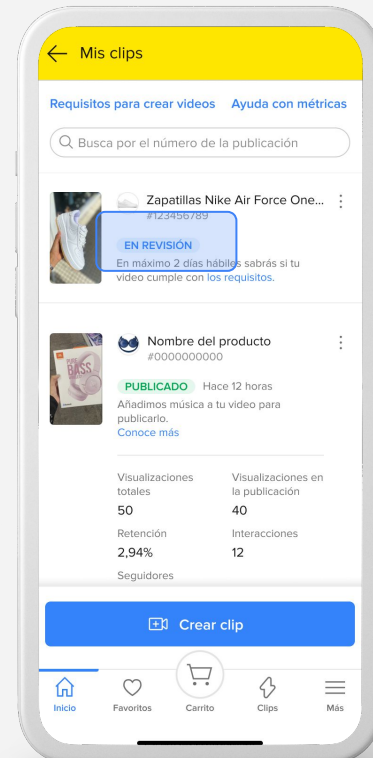 Mis clips
Requisitos para crear videos Ayuda con métricas
Busca por el número de la publicación
Zapatillas Nike Air Force One...
#123456789
EN REVISIÓN
En máximo 2 días hábiles sabrás si tu
video cumple con los requisitos.
Nombre del producto
#0000000000
PUBLICADO Hace 12 horas
Añadimos música a tu video para
publicarlo.
Conoce más
JBL
BASS
Visualizaciones totales
50
Visualizaciones en la publicación
40
Retención
2,94%
Interacciones
12
Seguidores
Crear clip
Inicio
Favoritos
Carrito
Clips
Más